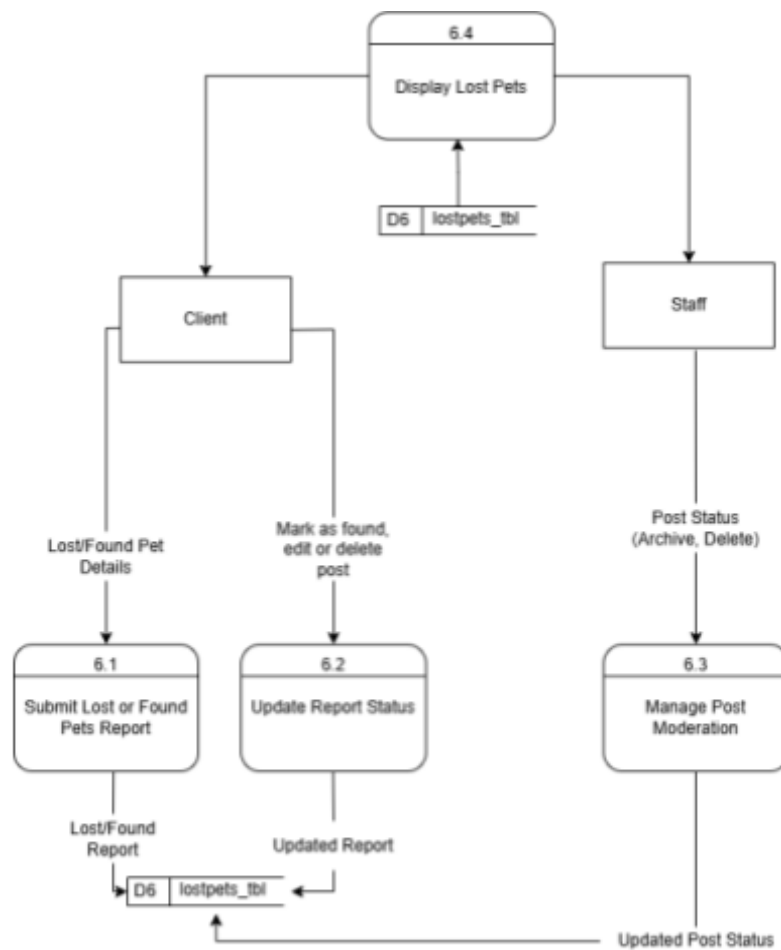 6.4
Display Lost Pets
D6 lostpets_tbl
Client
Staff
Lost/Found Pet
Details
Mark as found,
edit or delete
post
Post Status
(Archive, Delete)
6.1
Submit Lost or Found
Pets Report
6.2
Update Report Status
6.3
Manage Post
Moderation
Lost/Found
Report
Updated Report
D6 lostpets_tbl
Updated Post Status